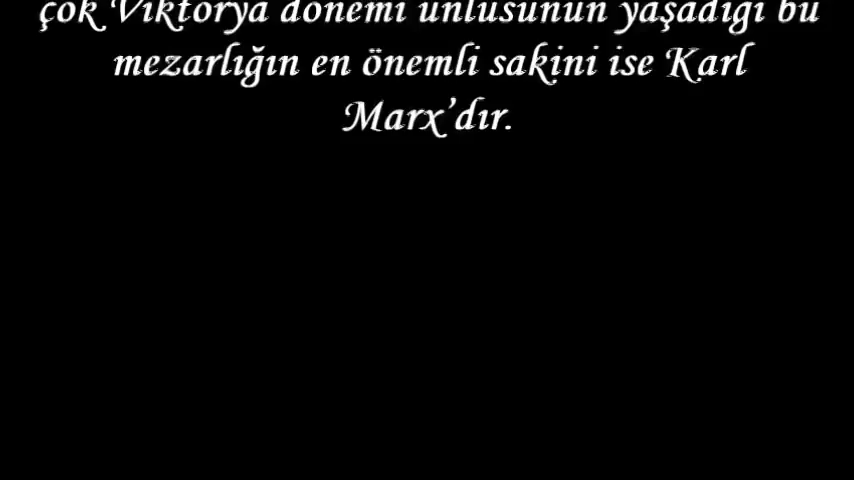 çok Viktorya dönemi ünlüsünün yaşadığı bu
mezarlığın en önemli sakini ise Karl
Marx’dır.